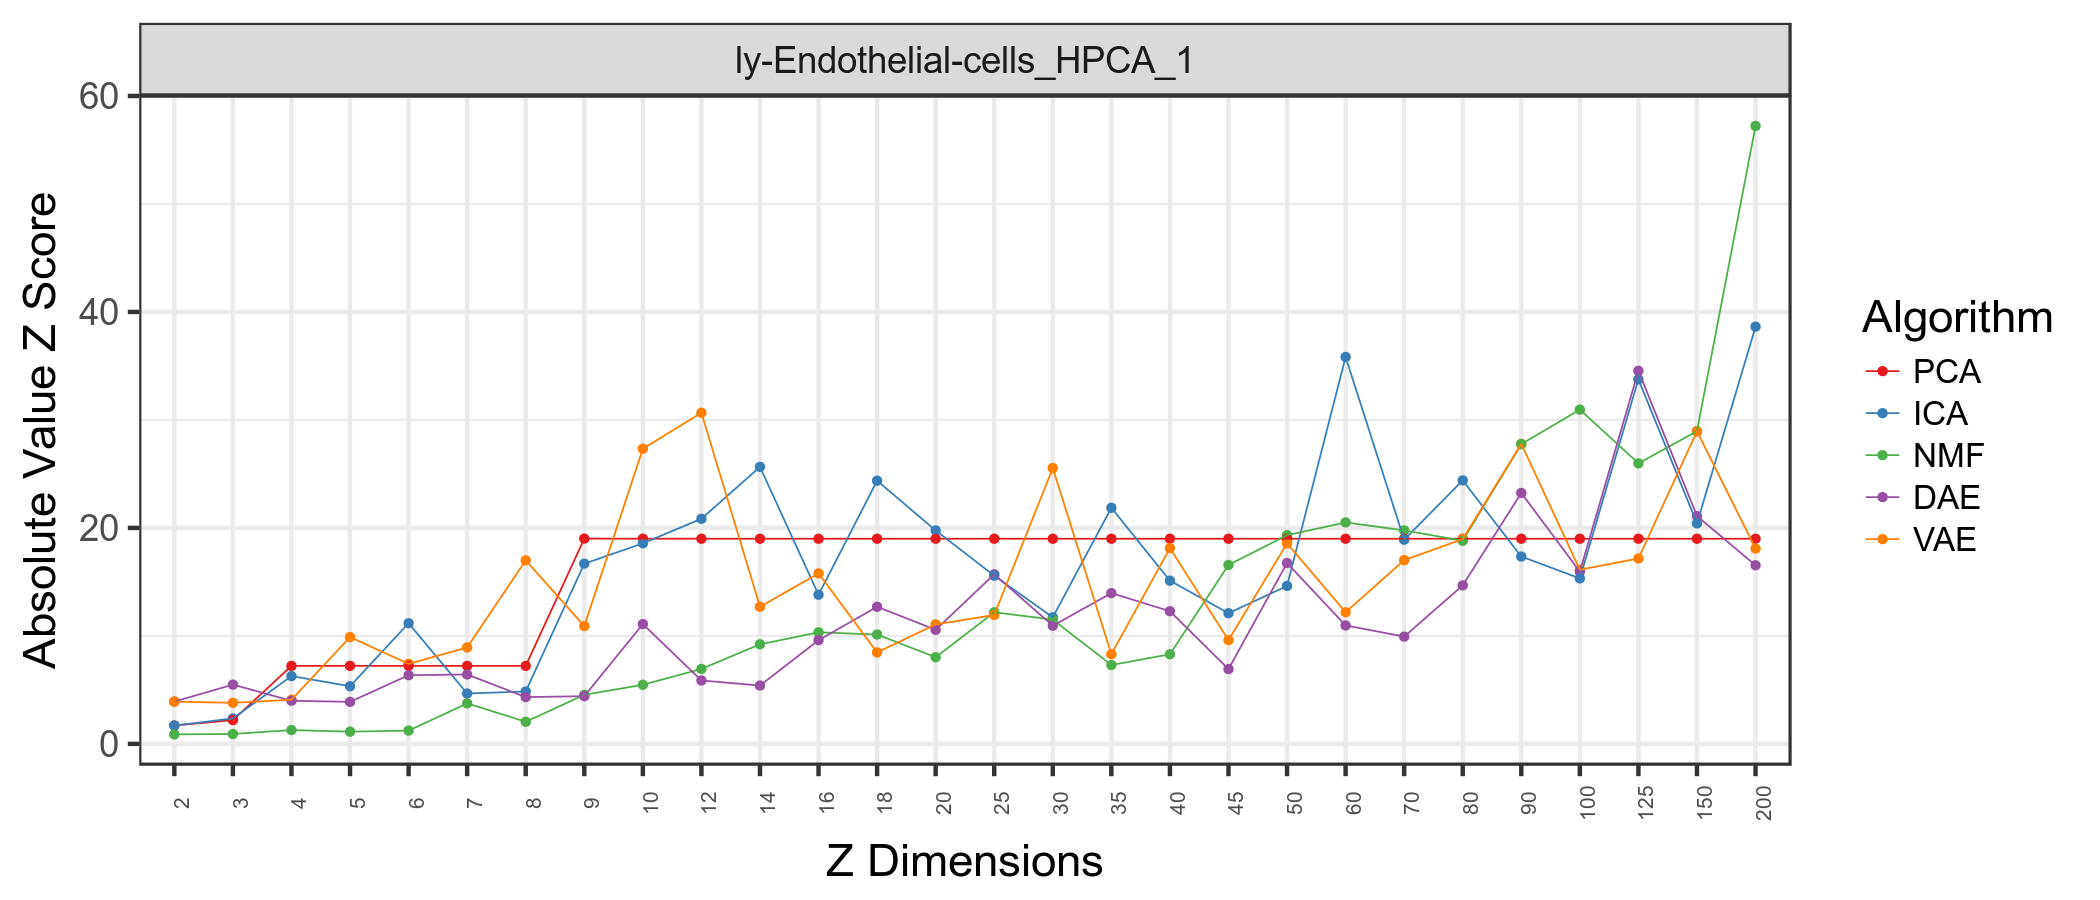 ly-Endothelial-cells_HPCA_1
Absolute Value Z Score
60
40
20
0
2 3 4 5 6 7 8 9 10 12 14 16 18 20 25 30 35 40 45 50 60 70 80 90 100 125 150 200
Z Dimensions
Algorithm
PCA
ICA
NMF
DAE
VAE